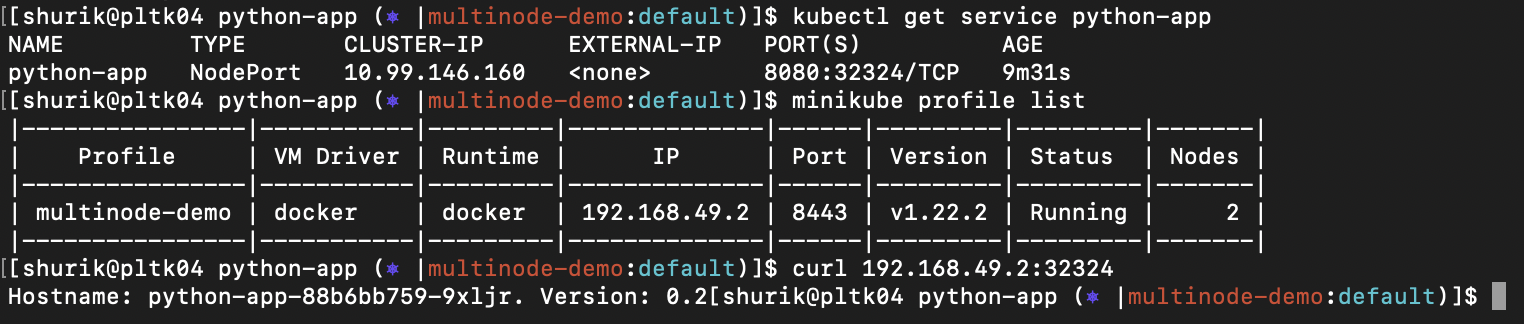 [[shurik@pltk04 python-app (⎈ |multinode-demo:default)]$ kubectl get service python-app
NAME         TYPE       CLUSTER-IP      EXTERNAL-IP   PORT(S)          AGE
python-app   NodePort   10.99.146.160   <none>        8080:32324/TCP   9m31s
[[shurik@pltk04 python-app (⎈ |multinode-demo:default)]$ minikube profile list
|----------------|-----------|---------|--------------|------|---------|---------|-------|
|    Profile     | VM Driver | Runtime |      IP      | Port | Version | Status  | Nodes |
|----------------|-----------|---------|--------------|------|---------|---------|-------|
| multinode-demo | docker    | docker  | 192.168.49.2 | 8443 | v1.22.2 | Running |     2 |
|----------------|-----------|---------|--------------|------|---------|---------|-------|
[[shurik@pltk04 python-app (⎈ |multinode-demo:default)]$ curl 192.168.49.2:32324
Hostname: python-app-88b6bb759-9xljr. Version: 0.2[shurik@pltk04 python-app (⎈ |multinode-demo:default)]$